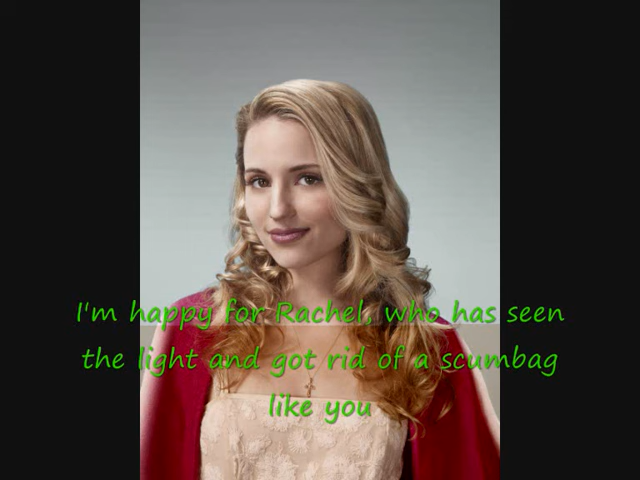 I'm happy for Rachel, who has seen
the light and got rid of a scumbag
like you